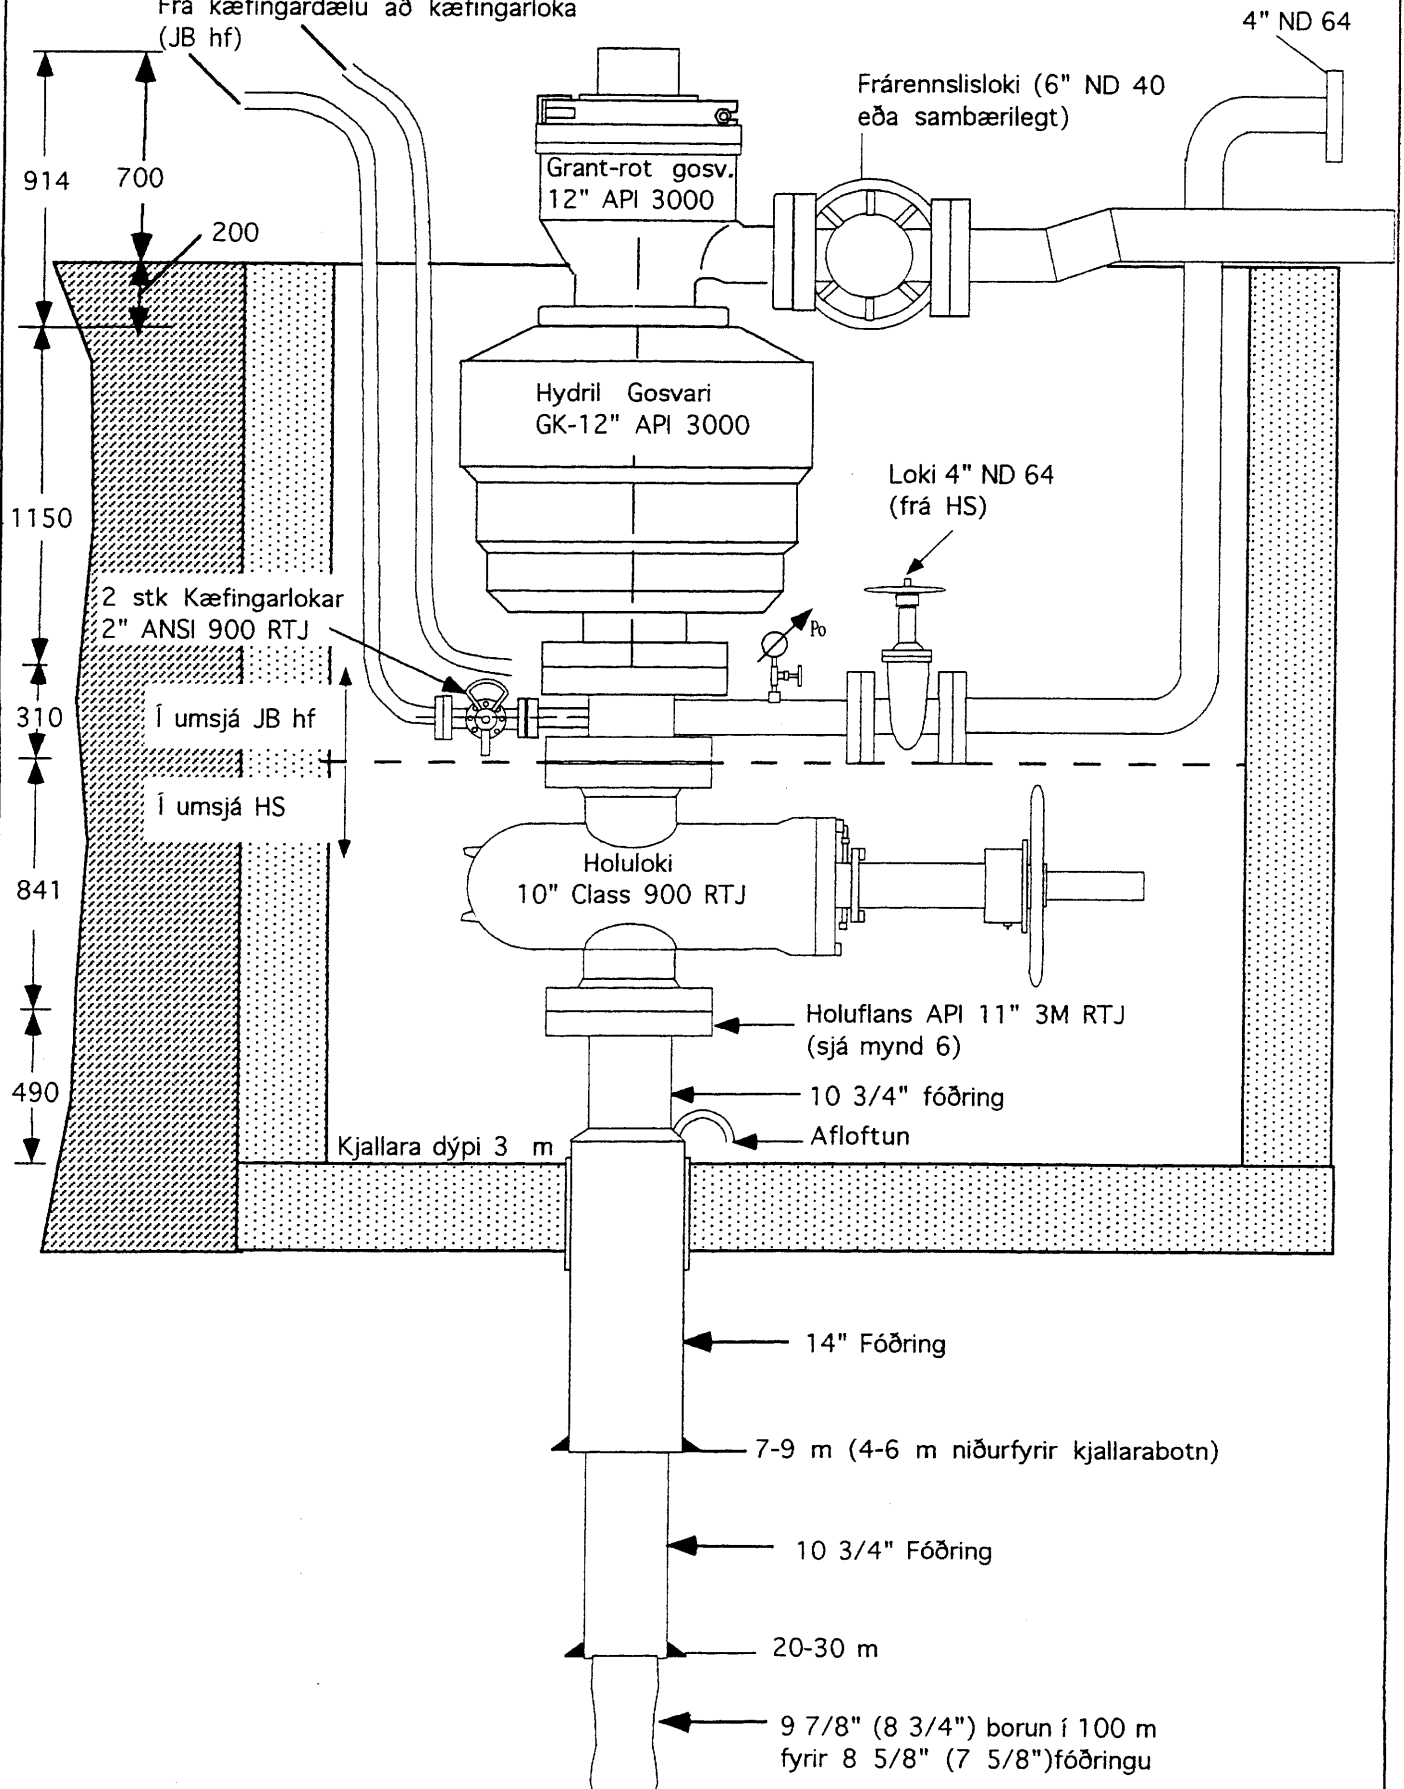 Frá kæfingardælu að kæfingarloka
(JB hf)
4" ND 64
Frárennslisloki (6" ND 40
eða sambærilegt)
Grant-rot gosv.
12" API 3000
914
700
200
Hydril Gosvari
GK-12" API 3000
Loki 4" ND 64
(frá HS)
1150
2 stk Kæfingarlokar
2" ANSI 900 RTJ
Po
310
Í umsjá JB hf
Í umsjá HS
841
Holuloki
10" Class 900 RTJ
Holuflans API 11" 3M RTJ
(sjá mynd 6)
490
10 3/4" fóðring
Afloftun
Kjallara dýpi 3 m
14" Fóðring
7-9 m (4-6 m niðurfyrir kjallarabotn)
10 3/4" Fóðring
20-30 m
9 7/8" (8 3/4") borun í 100 m
fyrir 8 5/8" (7 5/8")fóðringu